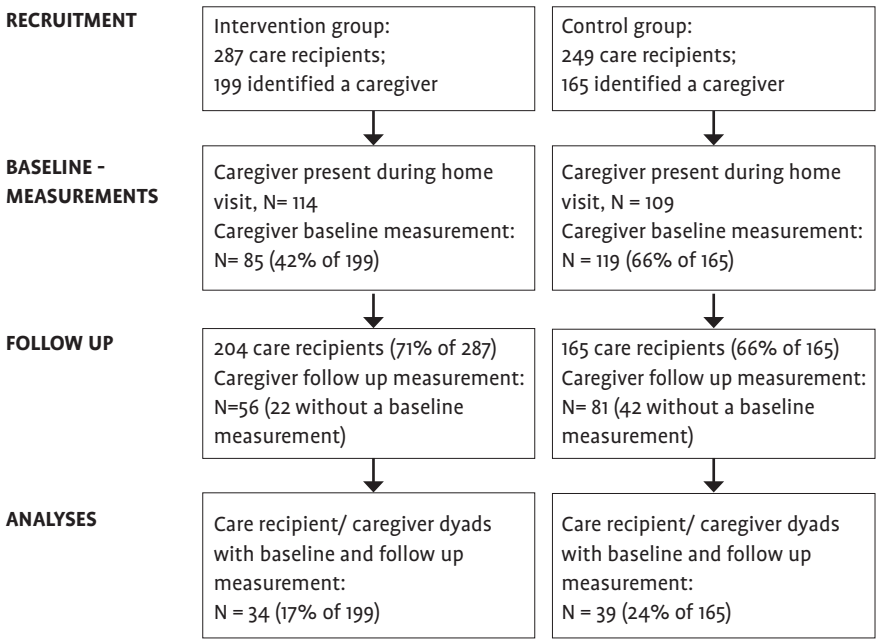 RECRUITMENT
Intervention group:
287 care recipients;
199 identified a caregiver
Control group:
249 care recipients;
165 identified a caregiver
BASELINE -
MEASUREMENTS
Caregiver present during home
visit, N= 114
Caregiver baseline measurement:
N= 85 (42% of 199)
Caregiver present during home
visit, N = 109
Caregiver baseline measurement:
N = 119 (66% of 165)
FOLLOW UP
204 care recipients (71% of 287)
Caregiver follow up measurement:
N=56 (22 without a baseline
measurement)
165 care recipients (66% of 165)
Caregiver follow up measurement:
N= 81 (42 without a baseline
measurement)
ANALYSES
Care recipient/ caregiver dyads
with baseline and follow up
measurement:
N = 34 (17% of 199)
Care recipient/ caregiver dyads
with baseline and follow up
measurement:
N = 39 (24% of 165)